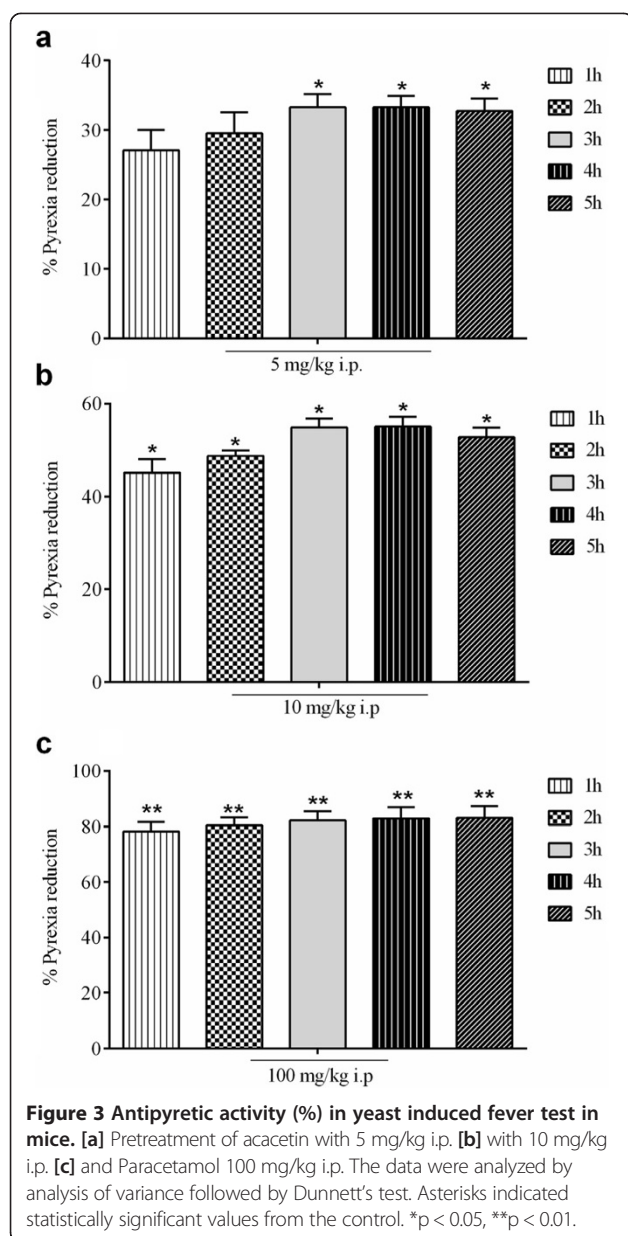 a
40
30
20
10
0
% Pyrexia reduction
* * *
1h
2h
3h
4h
5h
5 mg/kg i.p.
b
60
40
20
0
% Pyrexia reduction
* * * * *
1h
2h
3h
4h
5h
10 mg/kg i.p
c
100
80
60
40
20
0
% Pyrexia reduction
** ** ** ** **
1h
2h
3h
4h
5h
100 mg/kg i.p
Figure 3 Antipyretic activity (%) in yeast induced fever test in
mice. [a] Pretreatment of acacetin with 5 mg/kg i.p. [b] with 10 mg/kg
i.p. [c] and Paracetamol 100 mg/kg i.p. The data were analyzed by
analysis of variance followed by Dunnett’s test. Asterisks indicated
statistically significant values from the control. *p < 0.05, **p < 0.01.